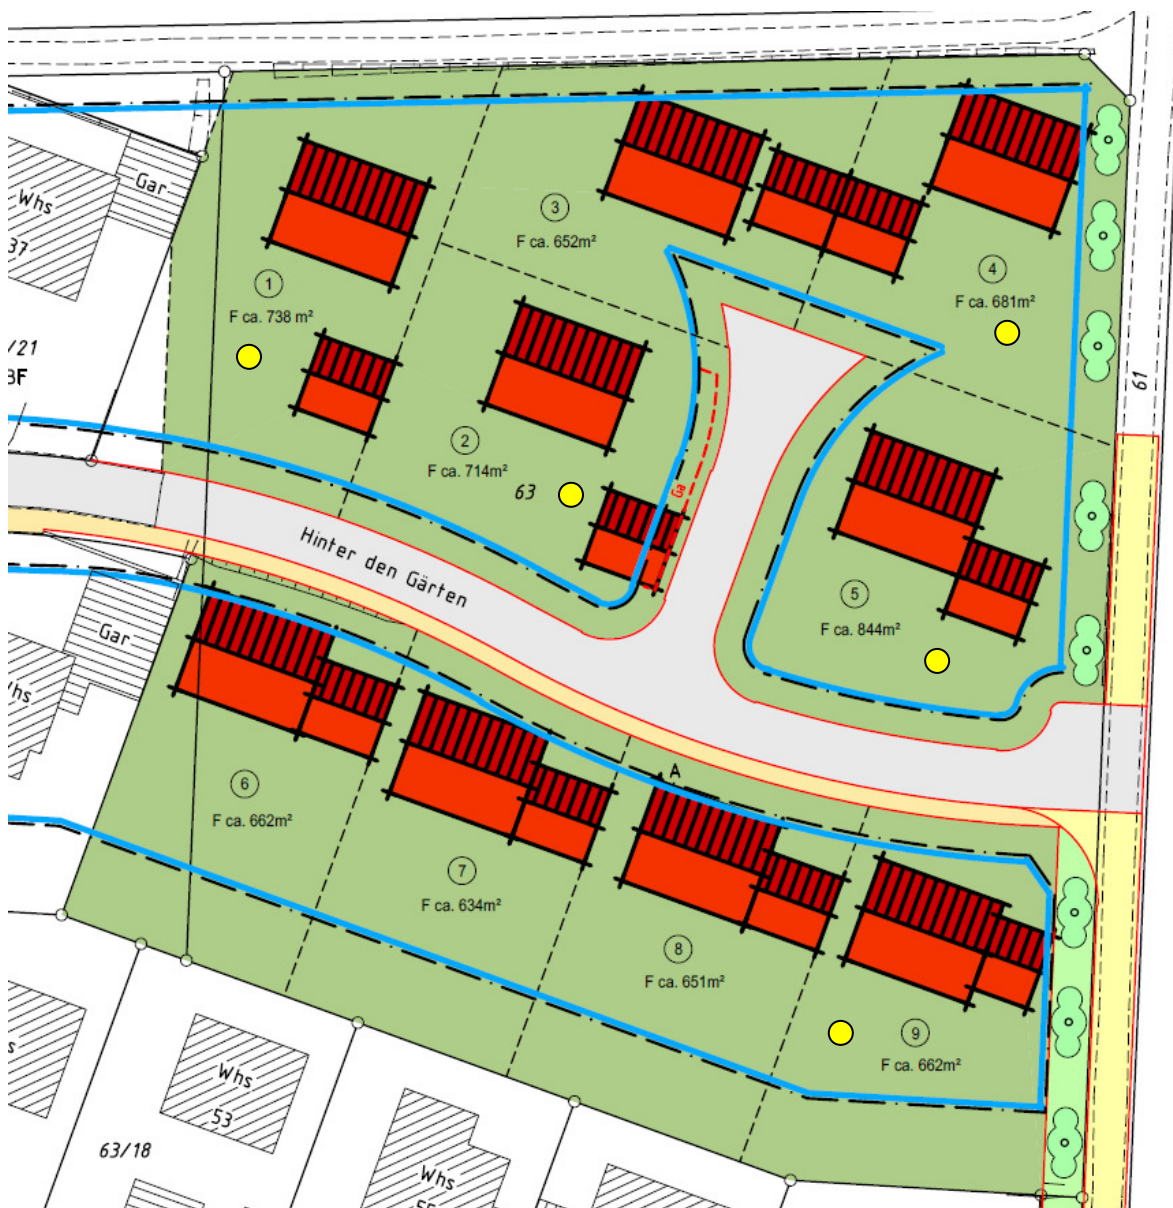 Gar
Whs
37
3
F ca. 652m²
4
F ca. 681m²
1
F ca. 738 m²
/21
BF
61
2
F ca. 714m²
63
Ga
Hinter den Gärten
5
F ca. 844m²
Gar
Whs
A
6
F ca. 662m²
7
F ca. 634m²
8
F ca. 651m²
9
F ca. 662m²
Whs
53
63/18
Whs
55